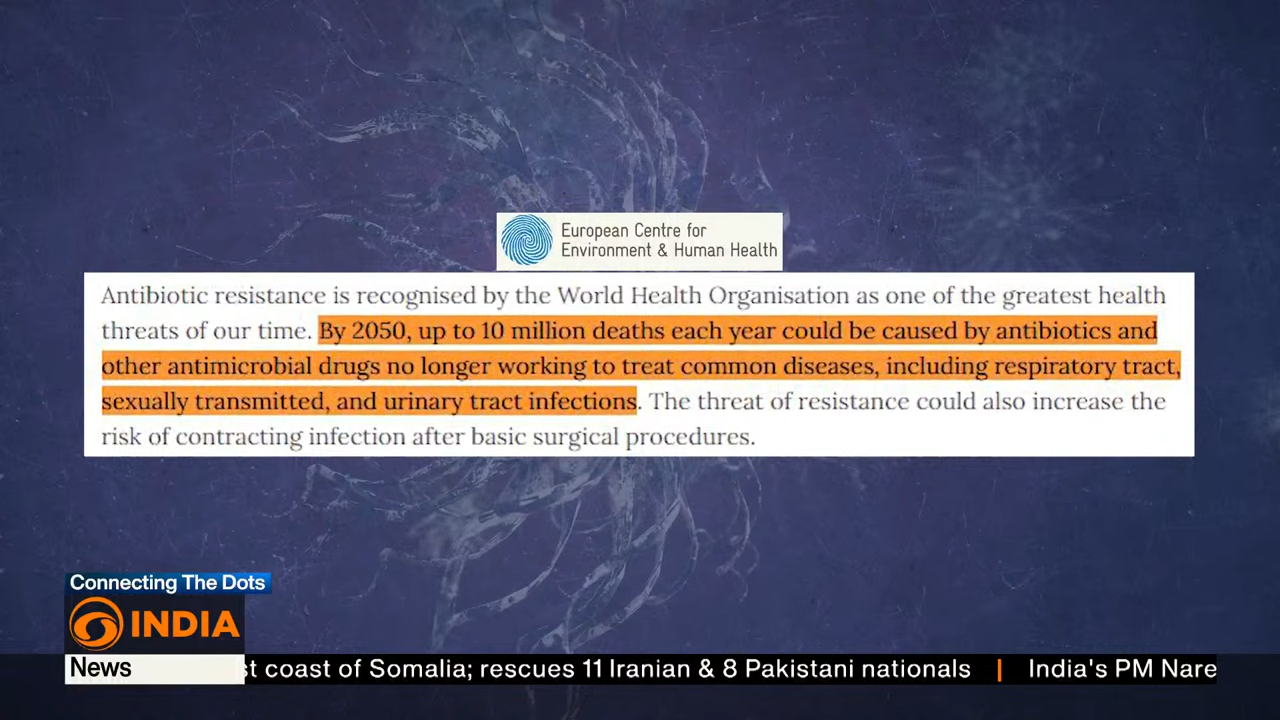 European Centre for
Environment & Human Health
Antibiotic resistance is recognised by the World Health Organisation as one of the greatest health
threats of our time. By 2050, up to 10 million deaths each year could be caused by antibiotics and
other antimicrobial drugs no longer working to treat common diseases, including respiratory tract,
sexually transmitted, and urinary tract infections. The threat of resistance could also increase the
risk of contracting infection after basic surgical procedures.
Connecting The Dots
INDIA
News
st coast of Somalia; rescues 11 Iranian & 8 Pakistani nationals | India's PM Nare